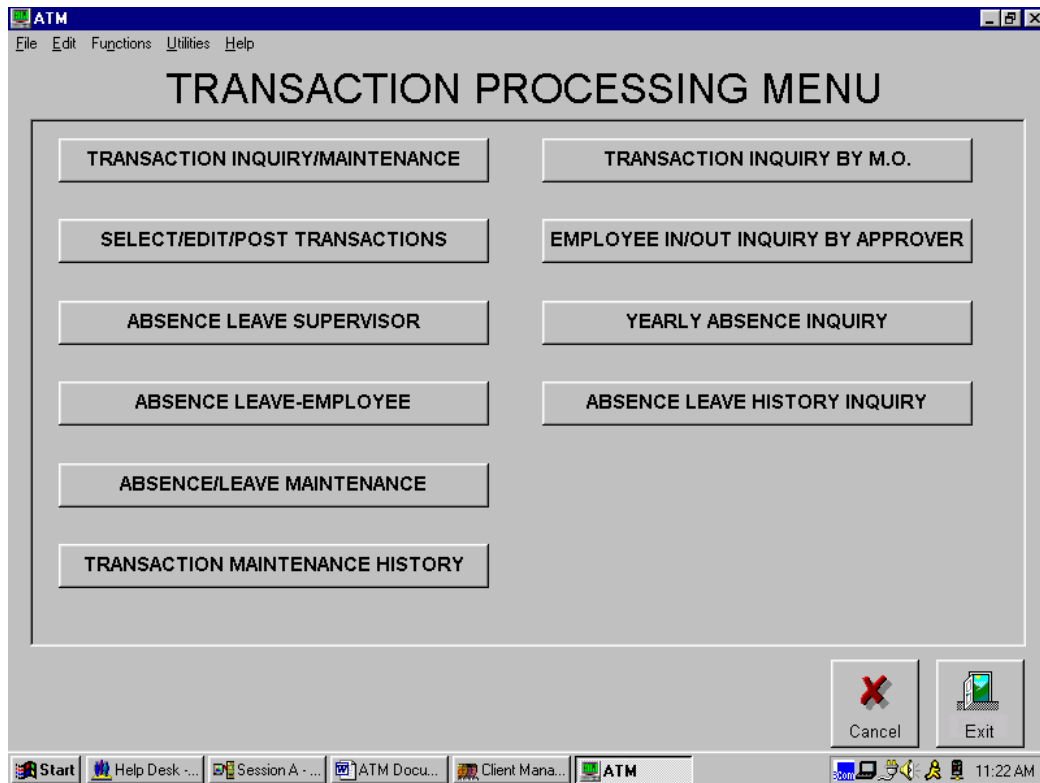 ATM
File Edit Functions Utilities Help
TRANSACTION PROCESSING MENU
TRANSACTION INQUIRY/MAINTENANCE
TRANSACTION INQUIRY BY M.O.
SELECT/EDIT/POST TRANSACTIONS
EMPLOYEE IN/OUT INQUIRY BY APPROVER
ABSENCE LEAVE SUPERVISOR
YEARLY ABSENCE INQUIRY
ABSENCE LEAVE-EMPLOYEE
ABSENCE LEAVE HISTORY INQUIRY
ABSENCE/LEAVE MAINTENANCE
TRANSACTION MAINTENANCE HISTORY
Cancel Exit
Start Help Desk -... Session A - ... ATM Docu... Client Mana... ATM 3Com 11:22 AM